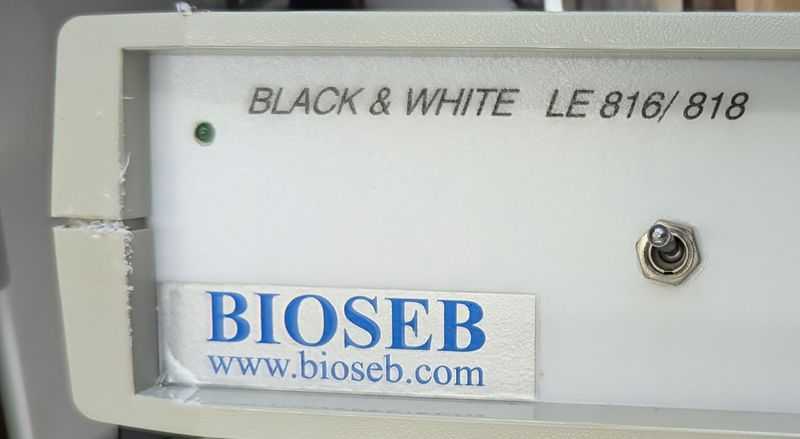 BLACK & WHITE LE 816/ 818
BIOSEB
www.bioseb.com